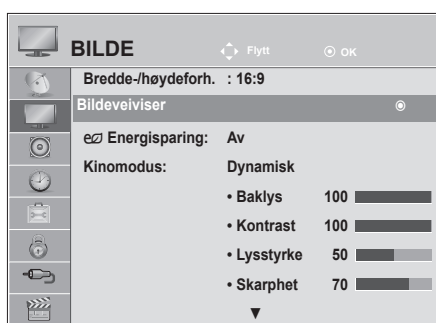 BILDE Flytt OK
Bredde-/høydeforh. : 16:9
Bildeveiviser
Energisparing: Av
Kinomodus: Dynamisk
• Baklys 100
• Kontrast 100
• Lysstyrke 50
• Skarphet 70